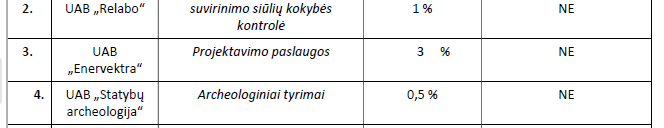 2. UAB „Relabo“ suvirinimo siūlių kokybės kontrolė 1 % NE
3. UAB „Enervektra“ Projektavimo paslaugos 3 % NE
4. UAB „Statybų archeologija“ Archeologiniai tyrimai 0,5 % NE